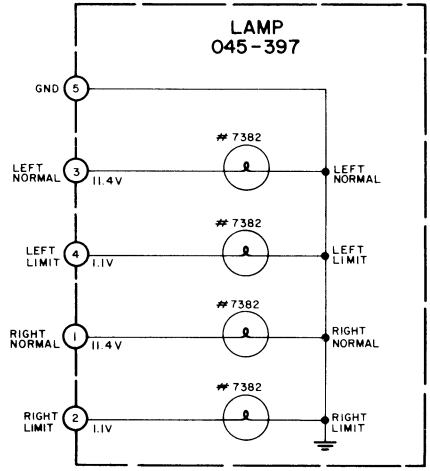 LAMP
045-397
GND 5
# 7382
LEFT NORMAL 3 11.4V LEFT NORMAL
# 7382
LEFT LIMIT 4 1.1V LEFT LIMIT
# 7382
RIGHT NORMAL 1 11.4V RIGHT NORMAL
# 7382
RIGHT LIMIT 2 1.1V RIGHT LIMIT